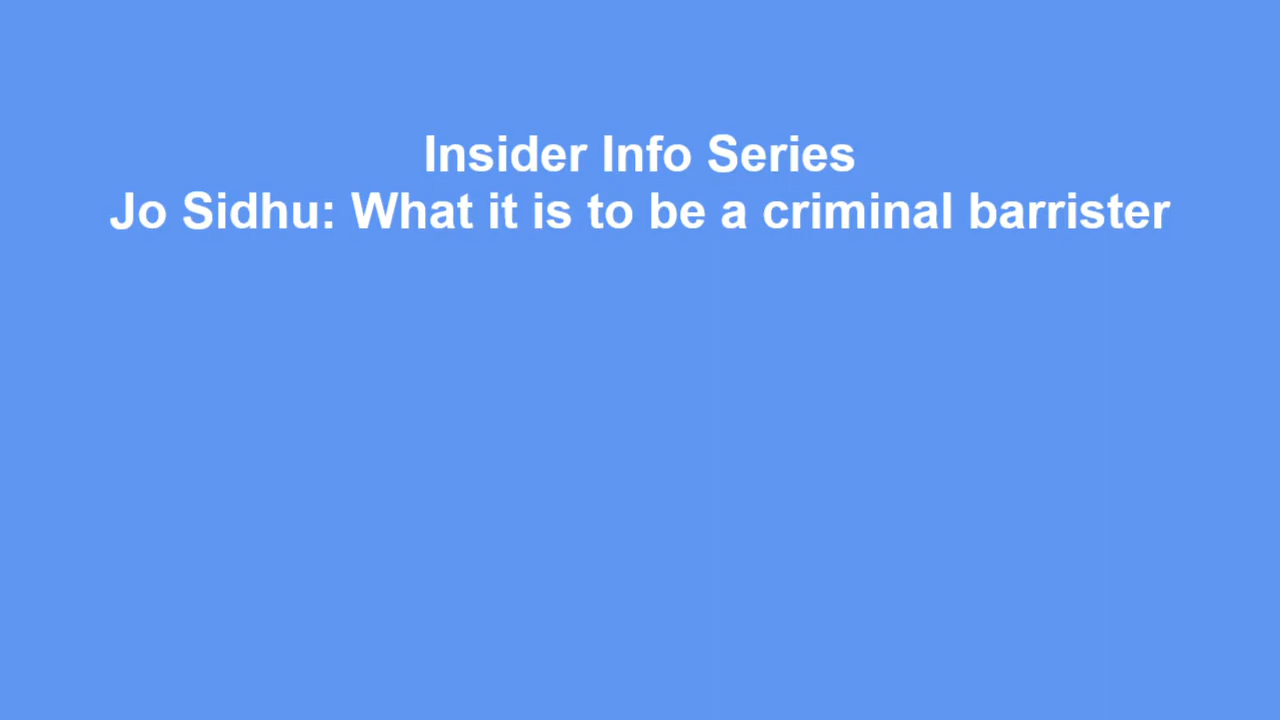 Insider Info Series
Jo Sidhu: What it is to be a criminal barrister